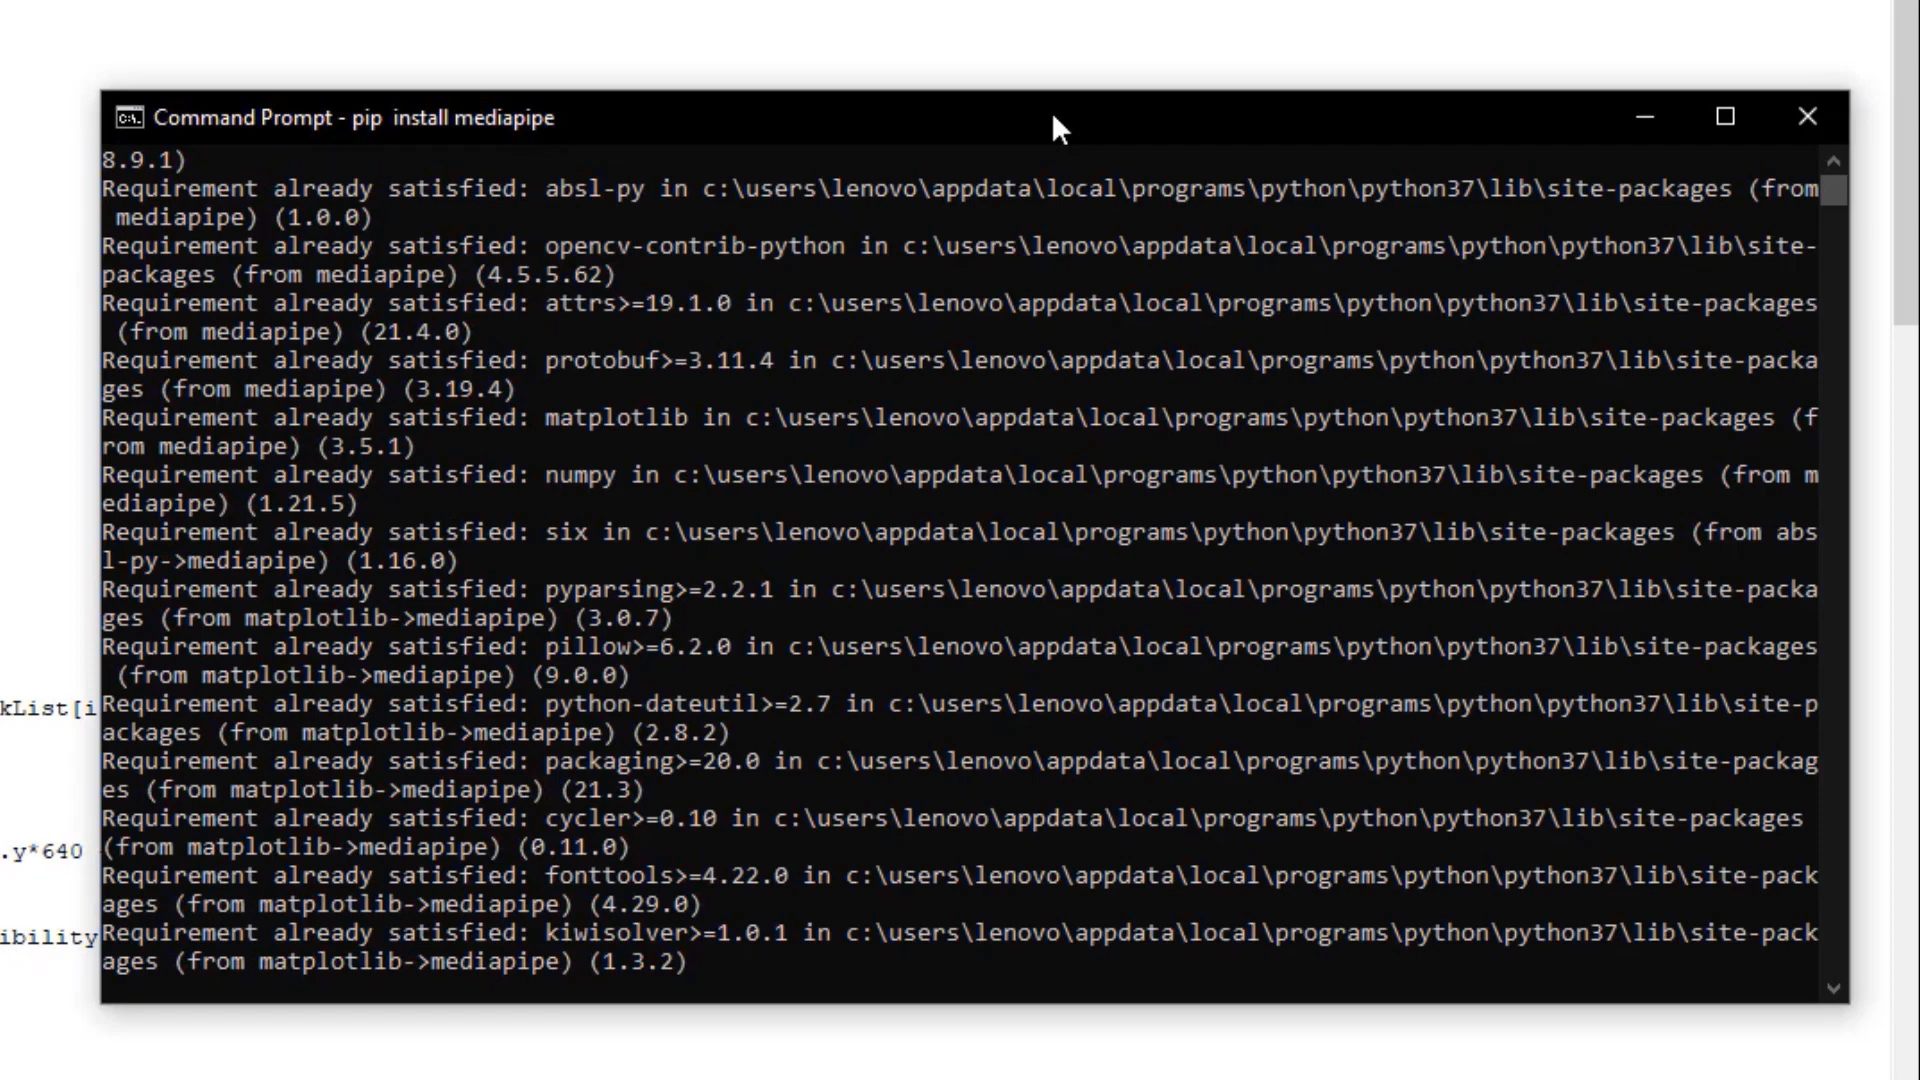 Command Prompt - pip  install mediapipe
8.9.1)
Requirement already satisfied: absl-py in c:\users\lenovo\appdata\local\programs\python\python37\lib\site-packages (from
 mediapipe) (1.0.0)
Requirement already satisfied: opencv-contrib-python in c:\users\lenovo\appdata\local\programs\python\python37\lib\site-
packages (from mediapipe) (4.5.5.62)
Requirement already satisfied: attrs>=19.1.0 in c:\users\lenovo\appdata\local\programs\python\python37\lib\site-packages
 (from mediapipe) (21.4.0)
Requirement already satisfied: protobuf>=3.11.4 in c:\users\lenovo\appdata\local\programs\python\python37\lib\site-packa
ges (from mediapipe) (3.19.4)
Requirement already satisfied: matplotlib in c:\users\lenovo\appdata\local\programs\python\python37\lib\site-packages (f
rom mediapipe) (3.5.1)
Requirement already satisfied: numpy in c:\users\lenovo\appdata\local\programs\python\python37\lib\site-packages (from m
ediapipe) (1.21.5)
Requirement already satisfied: six in c:\users\lenovo\appdata\local\programs\python\python37\lib\site-packages (from abs
l-py->mediapipe) (1.16.0)
Requirement already satisfied: pyparsing>=2.2.1 in c:\users\lenovo\appdata\local\programs\python\python37\lib\site-packa
ges (from matplotlib->mediapipe) (3.0.7)
Requirement already satisfied: pillow>=6.2.0 in c:\users\lenovo\appdata\local\programs\python\python37\lib\site-packages
 (from matplotlib->mediapipe) (9.0.0)
kList[i
Requirement already satisfied: python-dateutil>=2.7 in c:\users\lenovo\appdata\local\programs\python\python37\lib\site-p
ackages (from matplotlib->mediapipe) (2.8.2)
Requirement already satisfied: packaging>=20.0 in c:\users\lenovo\appdata\local\programs\python\python37\lib\site-packag
es (from matplotlib->mediapipe) (21.3)
Requirement already satisfied: cycler>=0.10 in c:\users\lenovo\appdata\local\programs\python\python37\lib\site-packages
.y*640
(from matplotlib->mediapipe) (0.11.0)
Requirement already satisfied: fonttools>=4.22.0 in c:\users\lenovo\appdata\local\programs\python\python37\lib\site-pack
ages (from matplotlib->mediapipe) (4.29.0)
ibility
Requirement already satisfied: kiwisolver>=1.0.1 in c:\users\lenovo\appdata\local\programs\python\python37\lib\site-pack
ages (from matplotlib->mediapipe) (1.3.2)